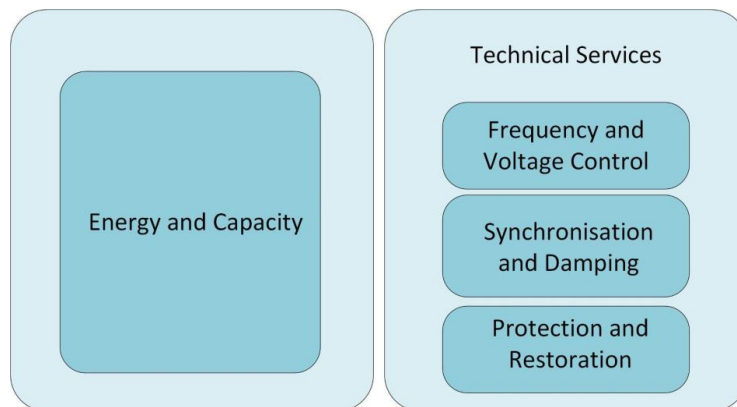 Energy and Capacity
Technical Services
Frequency and
Voltage Control
Synchronisation
and Damping
Protection and
Restoration